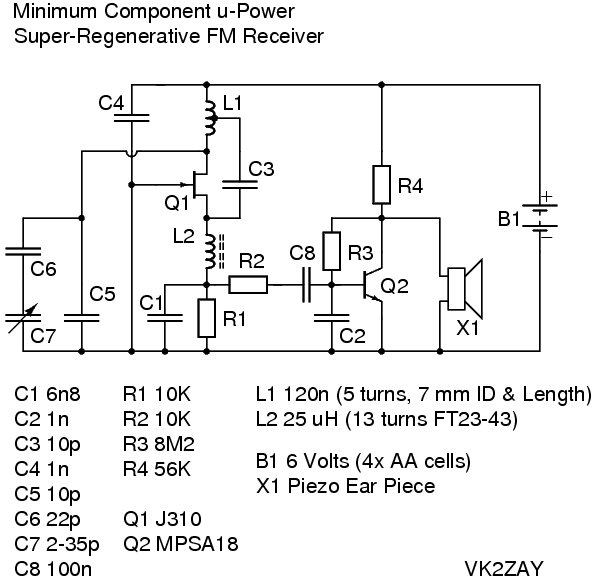 Minimum Component u-Power
Super-Regenerative FM Receiver
C4
L1
C3
Q1
R4
B1
+
−
L2
C8
R3
R2
Q2
C6
C5
C1
C7
R1
C2
X1
C1 6n8 R1 10K L1 120n (5 turns, 7 mm ID & Length)
C2 1n R2 10K L2 25 uH (13 turns FT23-43)
C3 10p R3 8M2
C4 1n R4 56K B1 6 Volts (4x AA cells)
C5 10p X1 Piezo Ear Piece
C6 22p Q1 J310
C7 2-35p Q2 MPSA18
C8 100n VK2ZAY